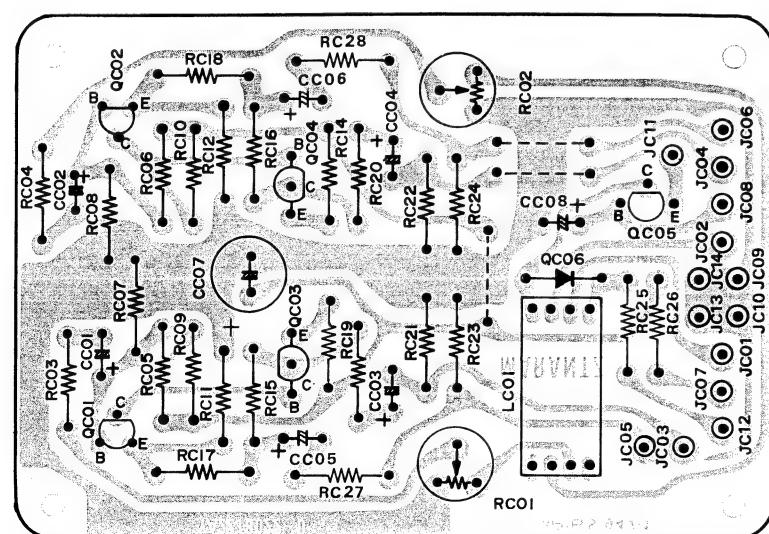 RC28
RC18
QC02
CC06
RC02
B
E
C
CC04
JC06
RC10
RC12
RC16
QC04
RC14
B
JC11
JC04
RC04
CC02
RC08
RC06
RC20
C
E
RC22
RC24
CC08
C
B
E
QC05
JC08
JC02
JC14
JC09
QC06
CC07
QC03
RC07
RC25
RC26
JC13
JC10
RC03
CC01
RC05
RC09
RC11
RC15
E
C
B
RC19
CC03
RC21
RC23
MARANTZ
LC01
JC01
JC07
QC01
C
B
E
JC05
JC03
JC12
RC17
CC05
RC27
RC01